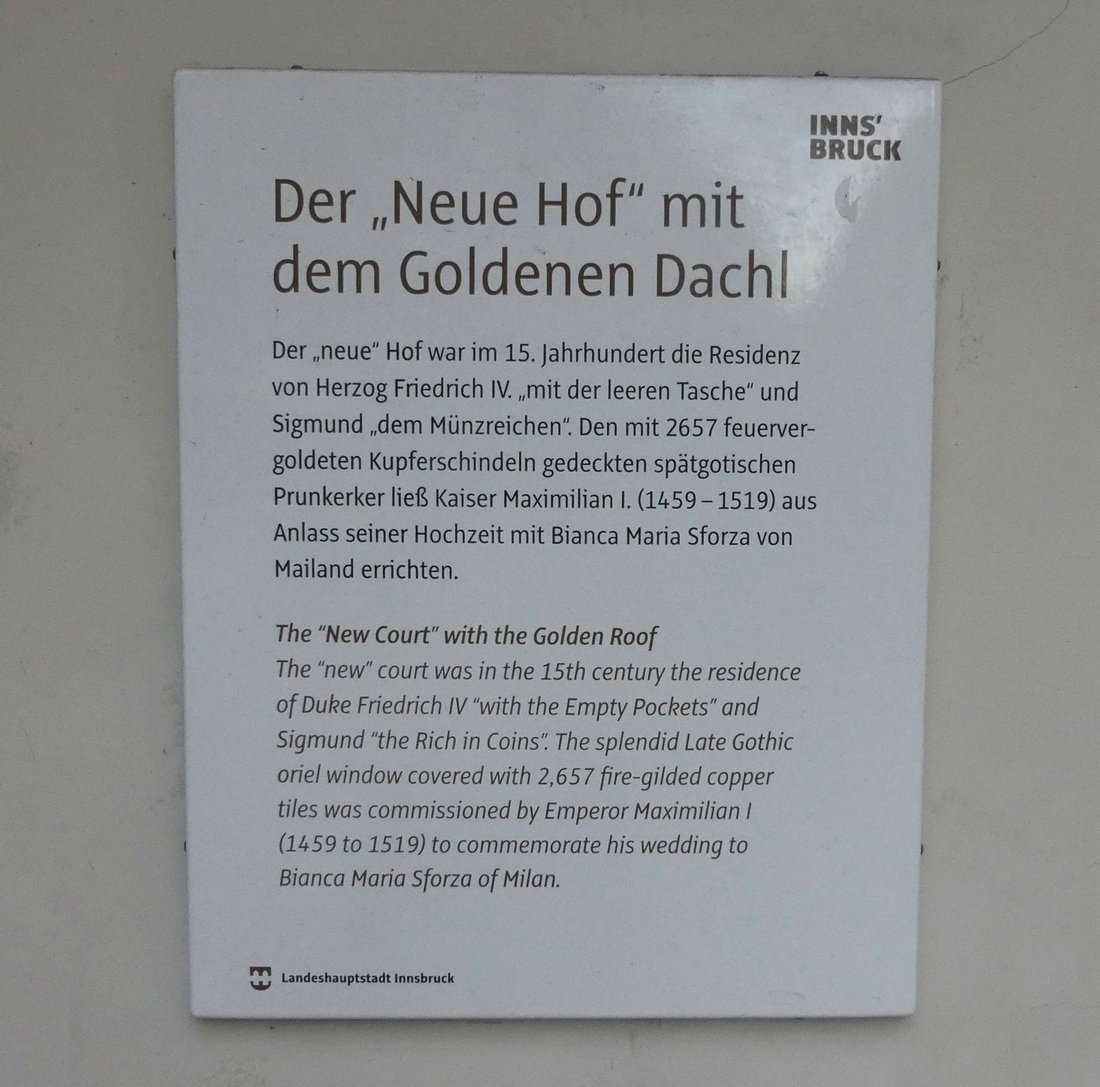 INNS'
BRUCK
Der „Neue Hof“ mit
dem Goldenen Dachl
Der „neue“ Hof war im 15. Jahrhundert die Residenz
von Herzog Friedrich IV. „mit der leeren Tasche“ und
Sigmund „dem Münzreichen“. Den mit 2657 feuerver-
goldeten Kupferschindeln gedeckten spätgotischen
Prunkerker ließ Kaiser Maximilian I. (1459 – 1519) aus
Anlass seiner Hochzeit mit Bianca Maria Sforza von
Mailand errichten.
The “New Court” with the Golden Roof
The “new” court was in the 15th century the residence
of Duke Friedrich IV “with the Empty Pockets” and
Sigmund “the Rich in Coins”. The splendid Late Gothic
oriel window covered with 2,657 fire-gilded copper
tiles was commissioned by Emperor Maximilian I
(1459 to 1519) to commemorate his wedding to
Bianca Maria Sforza of Milan.
Landeshauptstadt Innsbruck